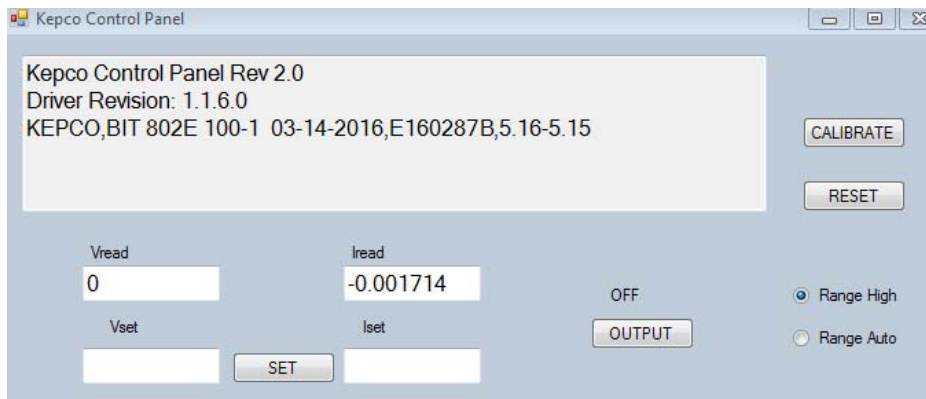 Kepco Control Panel
Kepco Control Panel Rev 2.0
Driver Revision: 1.1.6.0
KEPCO,BIT 802E 100-1  03-14-2016,E160287B,5.16-5.15
CALIBRATE
RESET
Vread
Iread
0
-0.001714
OFF
Range High
Vset
Iset
OUTPUT
Range Auto
SET